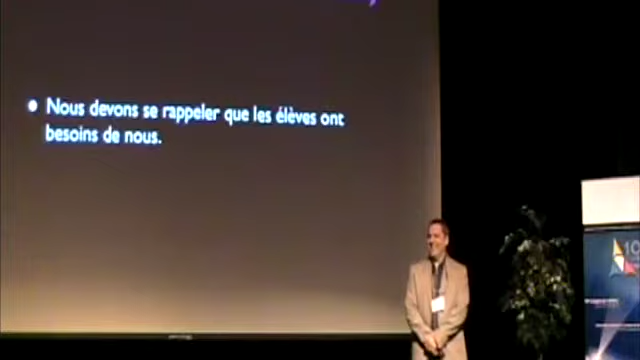 Nous devons se rappeler que les élèves ont
besoins de nous.